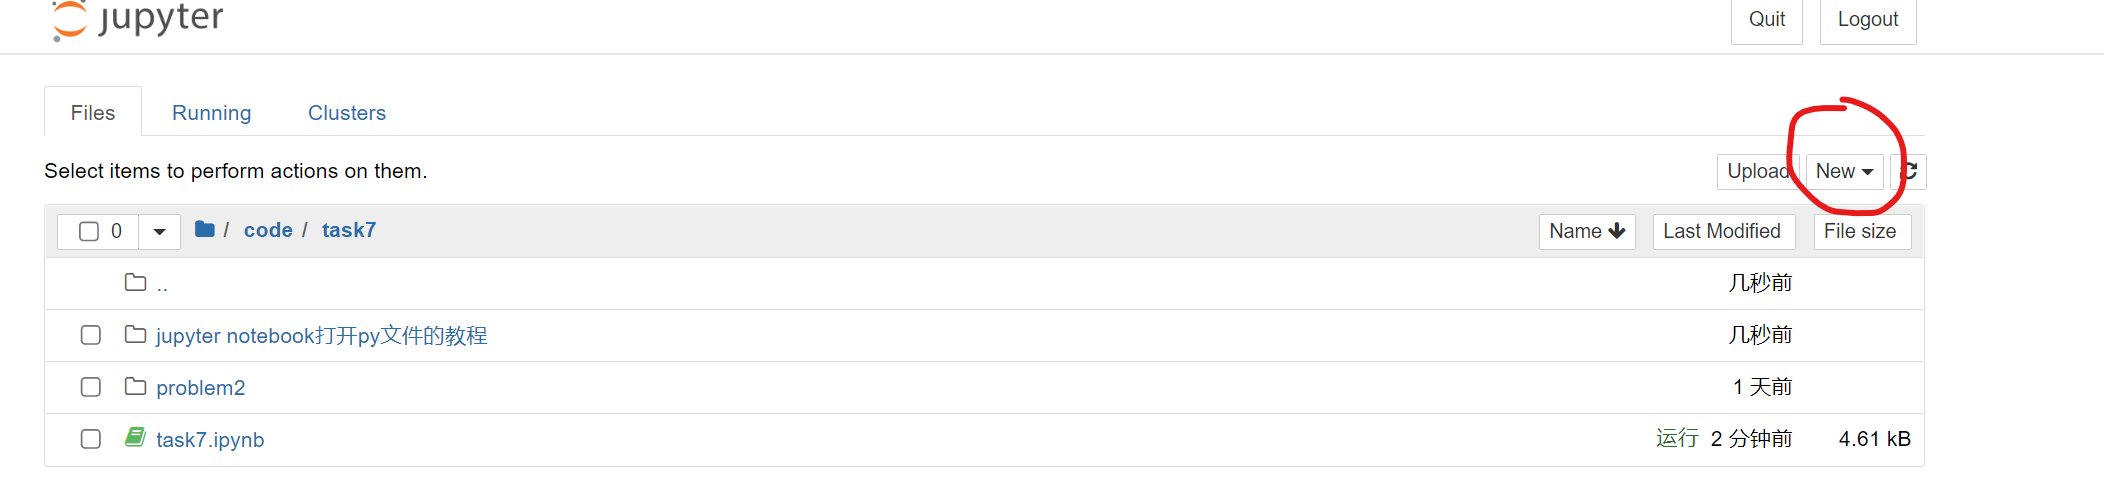 jupyter
Quit Logout
Files Running Clusters
Select items to perform actions on them.
Upload New
0 / code / task7 Name Last Modified File size
.. 几秒前
jupyter notebook打开py文件的教程 几秒前
problem2 1 天前
task7.ipynb 运行 2 分钟前 4.61 kB